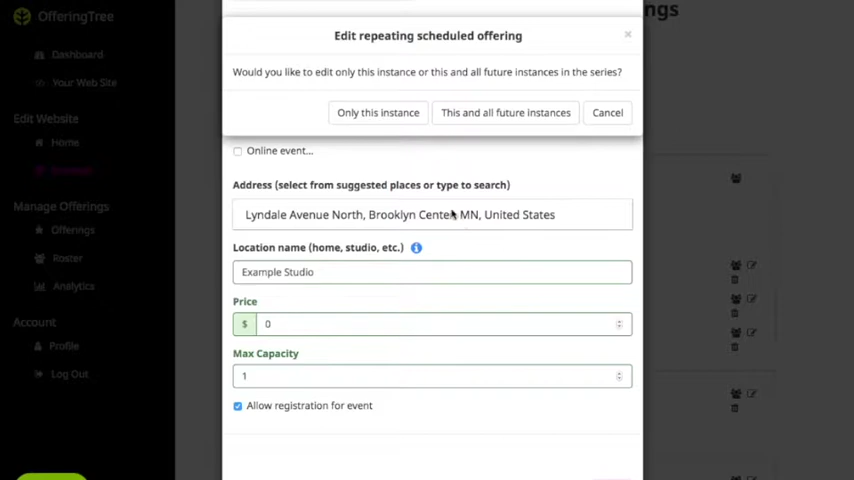 OfferingTree
ngs
Edit repeating scheduled offering
×
Dashboard
Would you like to edit only this instance or this and all future instances in the series?
Your Web Site
Only this instance
This and all future instances
Cancel
Edit Website
Home
Online event...
Address (select from suggested places or type to search)
Manage Offerings
Lyndale Avenue North, Brooklyn Center, MN, United States
Offerings
Location name (home, studio, etc.)
Roster
Example Studio
Analytics
Price
Account
$ 0
Profile
Max Capacity
Log Out
1
Allow registration for event